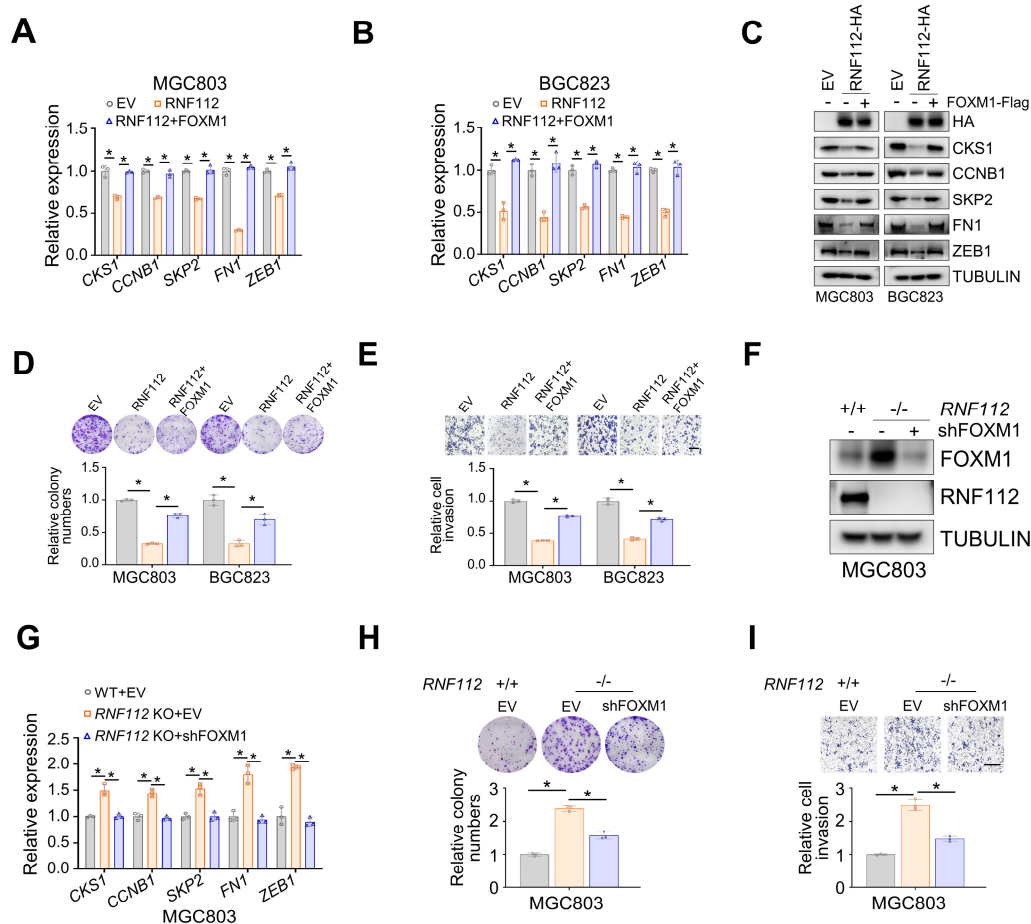 A
MGC803
EV RNF112
RNF112+FOXM1
Relative expression
1.5
1.0
0.5
0.0
CKS1 CCNB1 SKP2 FN1 ZEB1
* * * * * * * * * *
B
BGC823
EV
RNF112
RNF112+FOXM1
Relative expression
1.5
1.0
0.5
0.0
CKS1 CCNB1 SKP2 FN1 ZEB1
* * * * * * * * * *
C
EV RNF112-HA EV RNF112-HA
- - + - - + FOXM1-Flag
HA
CKS1
CCNB1
SKP2
FN1
ZEB1
TUBULIN
MGC803 BGC823
D
EV RNF112 RNF112+FOXM1 EV RNF112 RNF112+FOXM1
Relative colony
numbers
1.5
1.0
0.5
0.0
* * * *
MGC803 BGC823
E
EV RNF112 RNF112+FOXM1 EV RNF112 RNF112+FOXM1
Relative cell
invasion
1.5
1.0
0.5
0.0
* * * *
MGC803 BGC823
F
+/+ -/- RNF112
- - + shFOXM1
FOXM1
RNF112
TUBULIN
MGC803
G
WT+EV
RNF112 KO+EV
RNF112 KO+shFOXM1
Relative expression
2.5
2.0
1.5
1.0
0.5
0.0
* * * * * * * * * *
CKS1 CCNB1 SKP2 FN1 ZEB1
MGC803
H
RNF112 +/+ -/-
EV EV shFOXM1
Relative colony
numbers
3
2
1
0
* *
MGC803
I
RNF112 +/+ -/-
EV EV shFOXM1
Relative cell
invasion
3
2
1
0
* *
MGC803